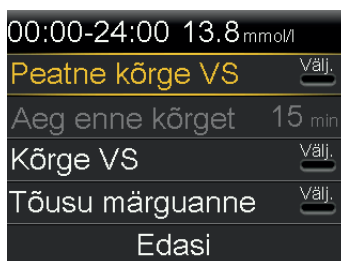 00:00-24:00 13.8 mmol/l
Peatne kõrge VS Välj.
Aeg enne kõrget 15 min
Kõrge VS Välj.
Tõusu märguanne Välj.
Edasi